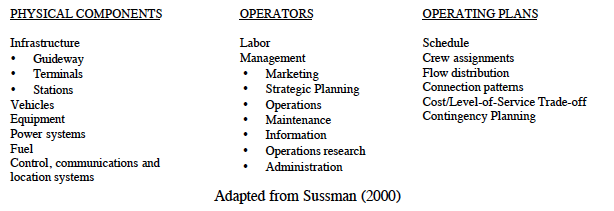 PHYSICAL COMPONENTS
Infrastructure
• Guideway
• Terminals
• Stations
Vehicles
Equipment
Power systems
Fuel
Control, communications and
location systems
OPERATORS
Labor
Management
• Marketing
• Strategic Planning
• Operations
• Maintenance
• Information
• Operations research
• Administration
OPERATING PLANS
Schedule
Crew assignments
Flow distribution
Connection patterns
Cost/Level-of-Service Trade-off
Contingency Planning
Adapted from Sussman (2000)